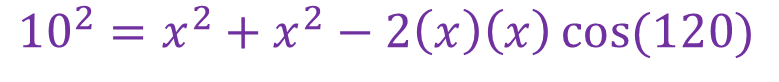 10² = x² + x² − 2(x)(x) cos(120)